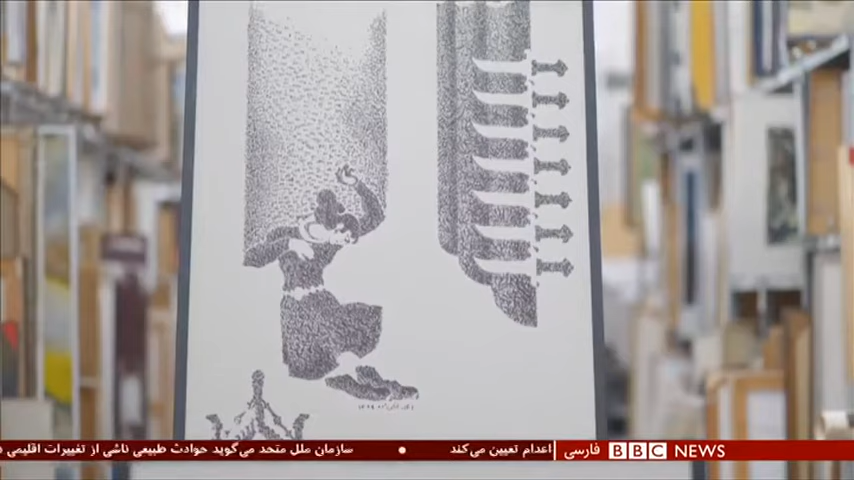 اعدام تعیین می‌کند ● سازمان ملل متحد می‌گوید حوادث طبیعی ناشی از تغییرات اقلیمی
BBC NEWS فارسی